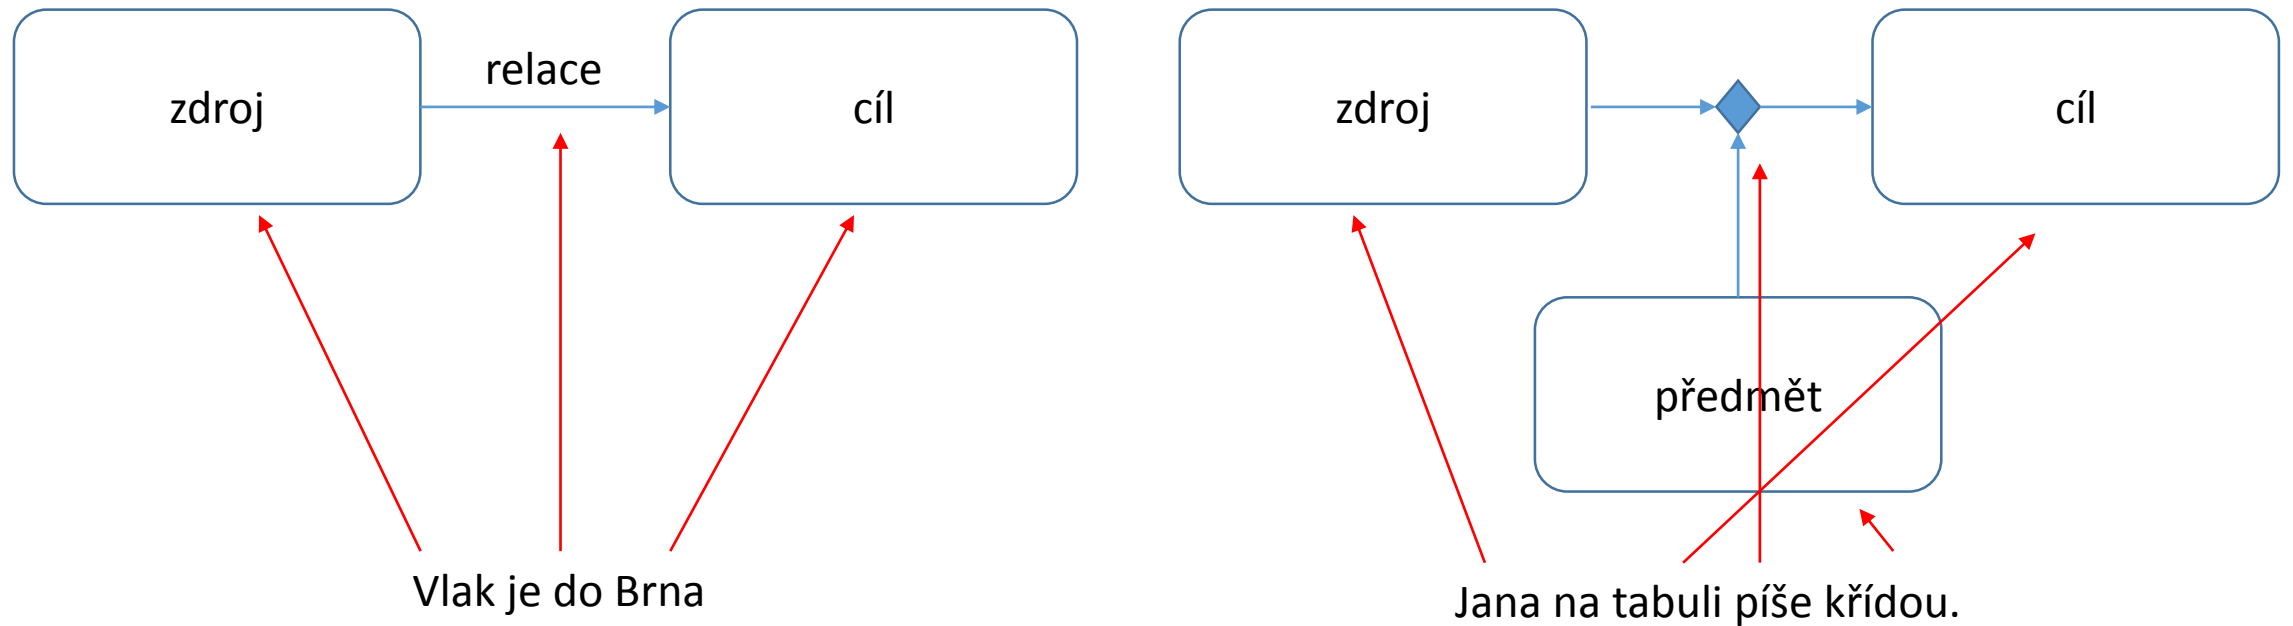 zdroj
relace
cíl
Vlak je do Brna
zdroj
cíl
předmět
Jana na tabuli píše křídou.